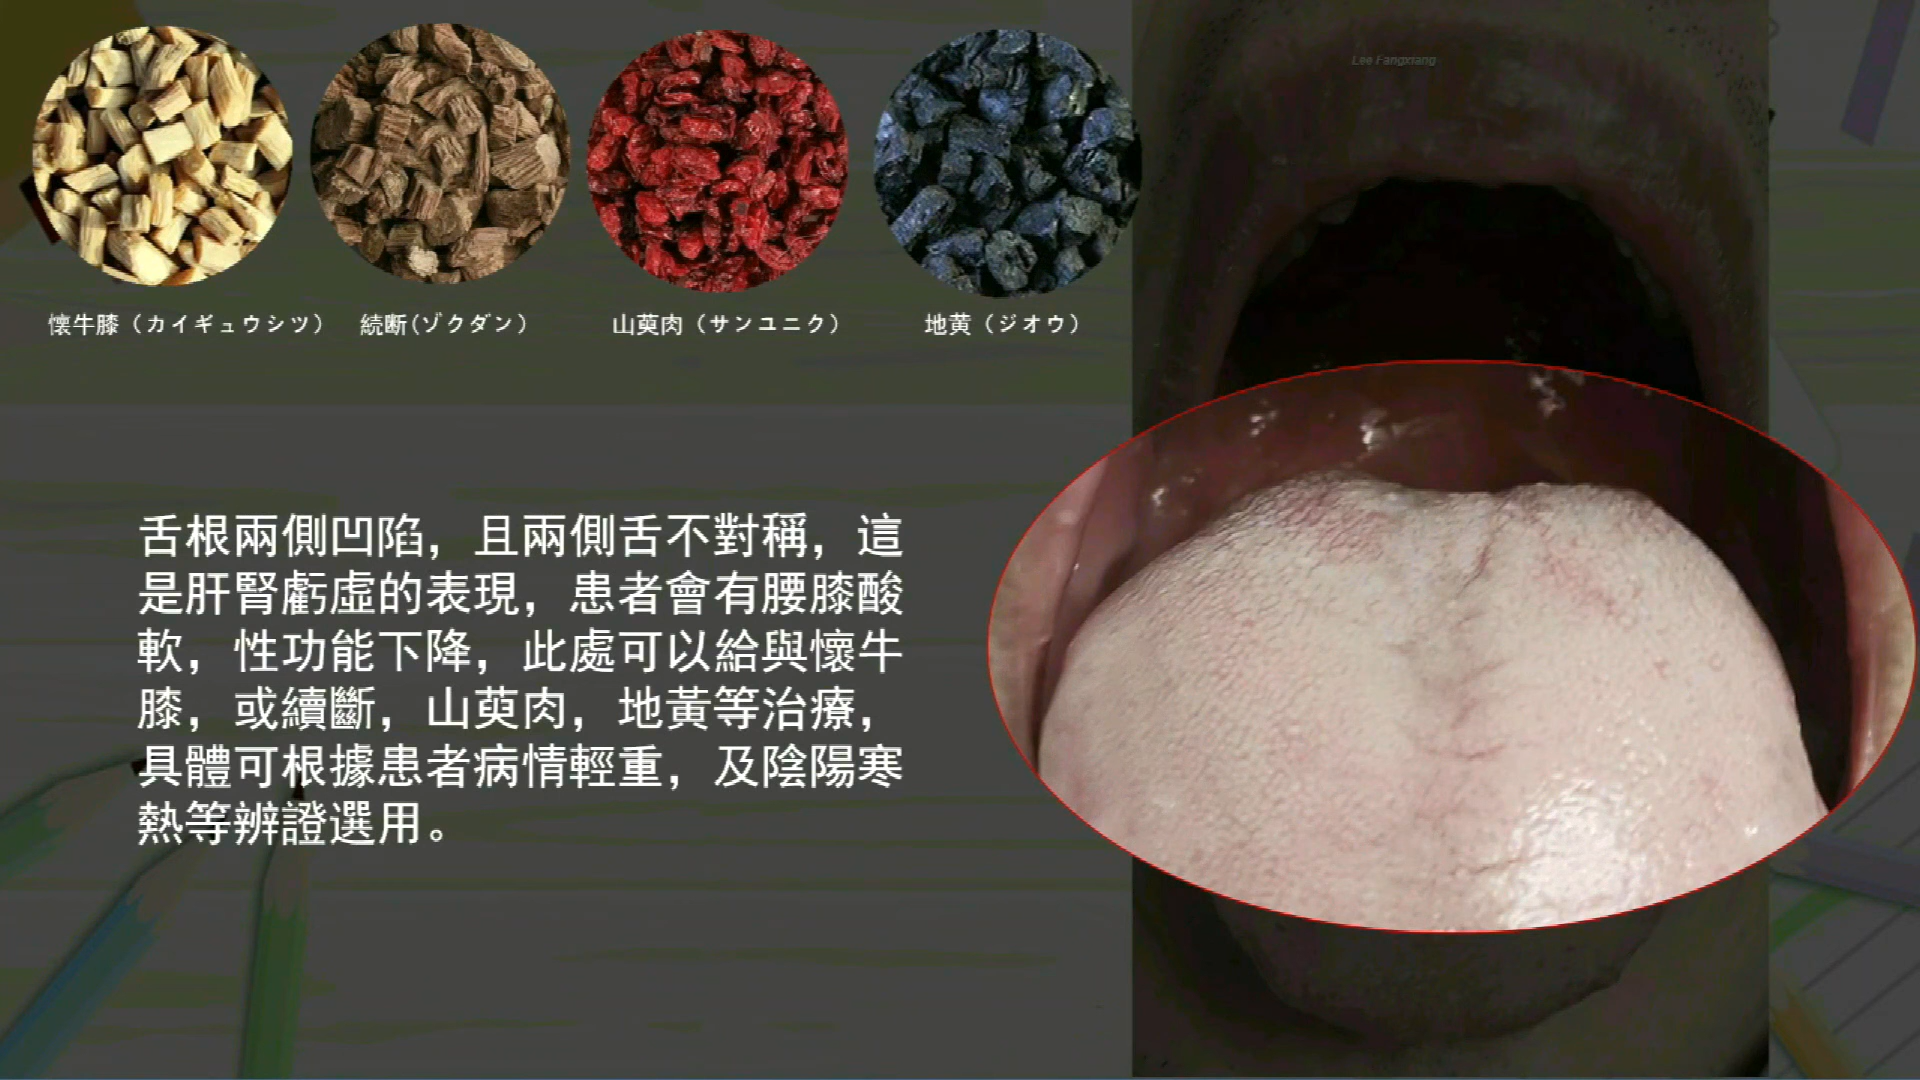 Lee Fangxiang
懐牛膝（カイギュウシツ） 続断(ゾクダン） 山萸肉（サンユニク） 地黄（ジオウ）
舌根兩側凹陷，且兩側舌不對稱，這
是肝腎虧虛的表現，患者會有腰膝酸
軟，性功能下降，此處可以給與懷牛
膝，或續斷，山萸肉，地黃等治療，
具體可根據患者病情輕重，及陰陽寒
熱等辨證選用。